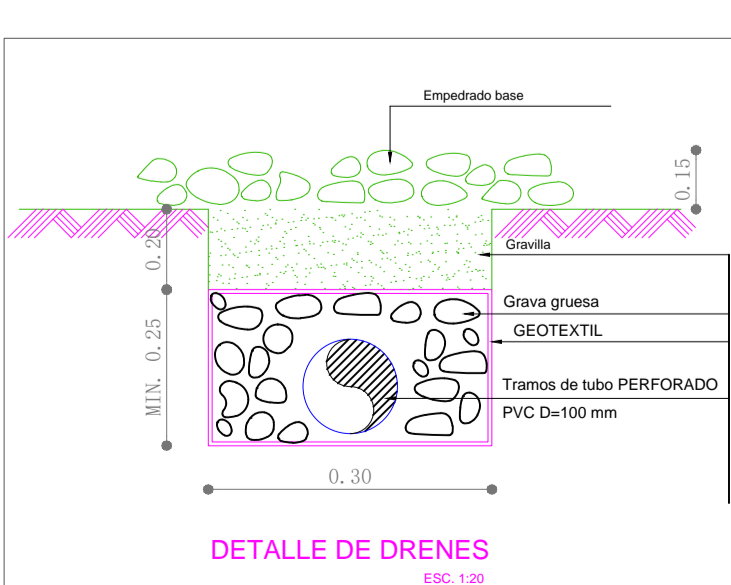 Empedrado base
0.15
Gravilla
0.20
Grava gruesa
GEOTEXTIL
MIN. 0.25
Tramos de tubo PERFORADO
PVC D=100 mm
0.30
DETALLE DE DRENES
ESC. 1:20